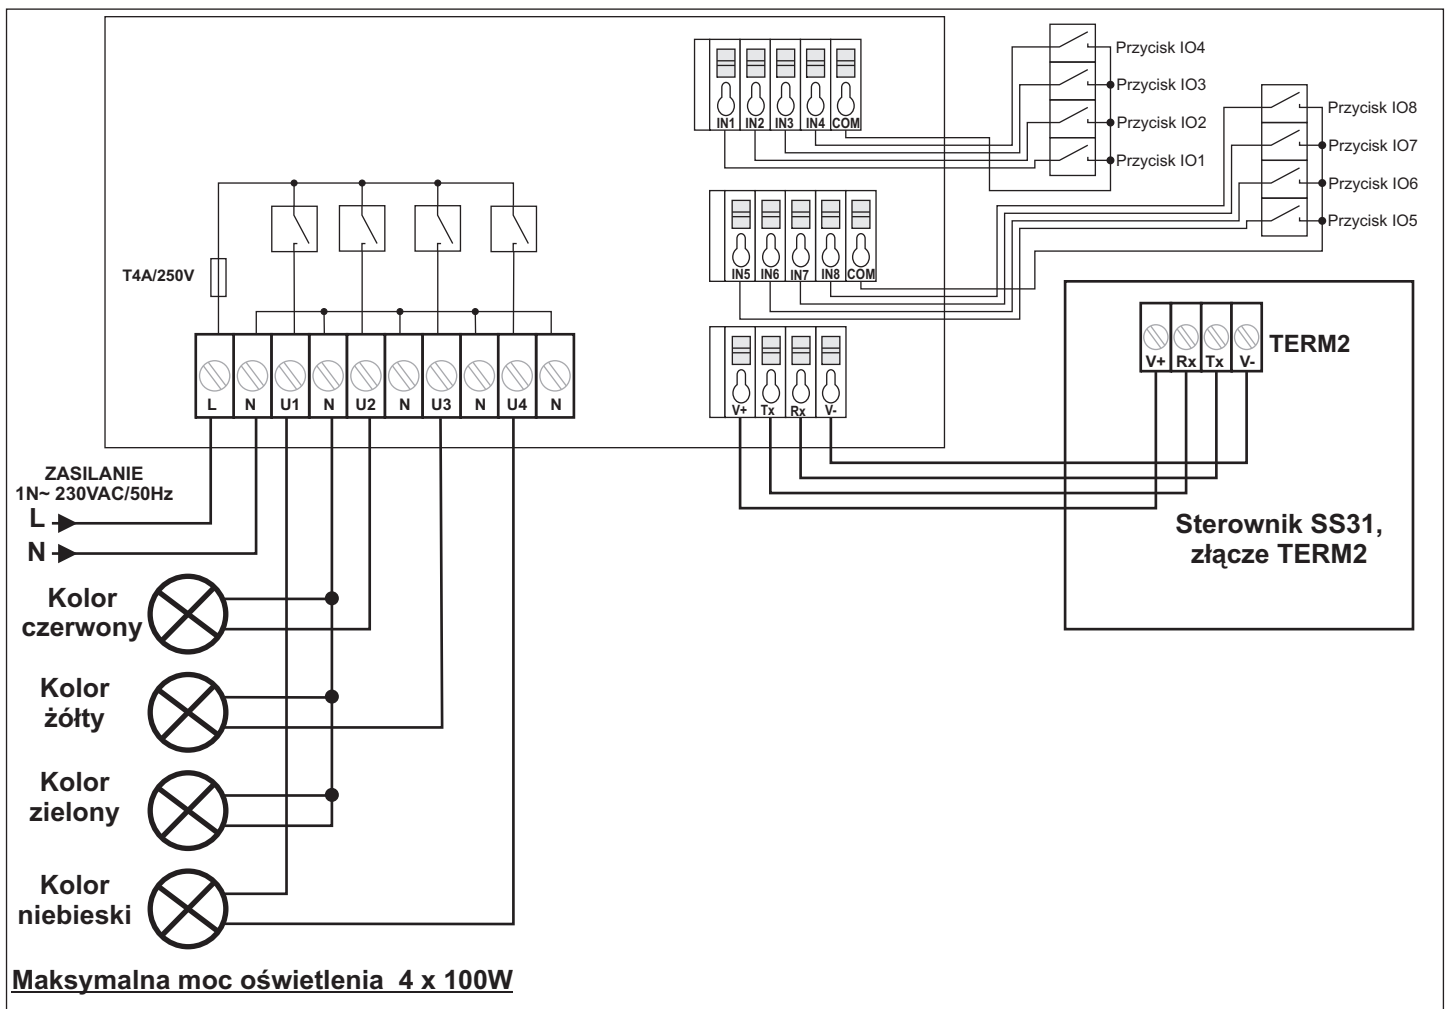 IN1 IN2 IN3 IN4 COM
Przycisk IO4
Przycisk IO3
Przycisk IO2
Przycisk IO1
Przycisk IO8
Przycisk IO7
Przycisk IO6
Przycisk IO5
IN5 IN6 IN7 IN8 COM
T4A/250V
L N U1 N U2 N U3 N U4 N
V+ Tx Rx V-
V+ Rx Tx V-
TERM2
Sterownik SS31,
złącze TERM2
ZASILANIE
1N~ 230VAC/50Hz
L
N
Kolor
czerwony
Kolor
żółty
Kolor
zielony
Kolor
niebieski
Maksymalna moc oświetlenia 4 x 100W